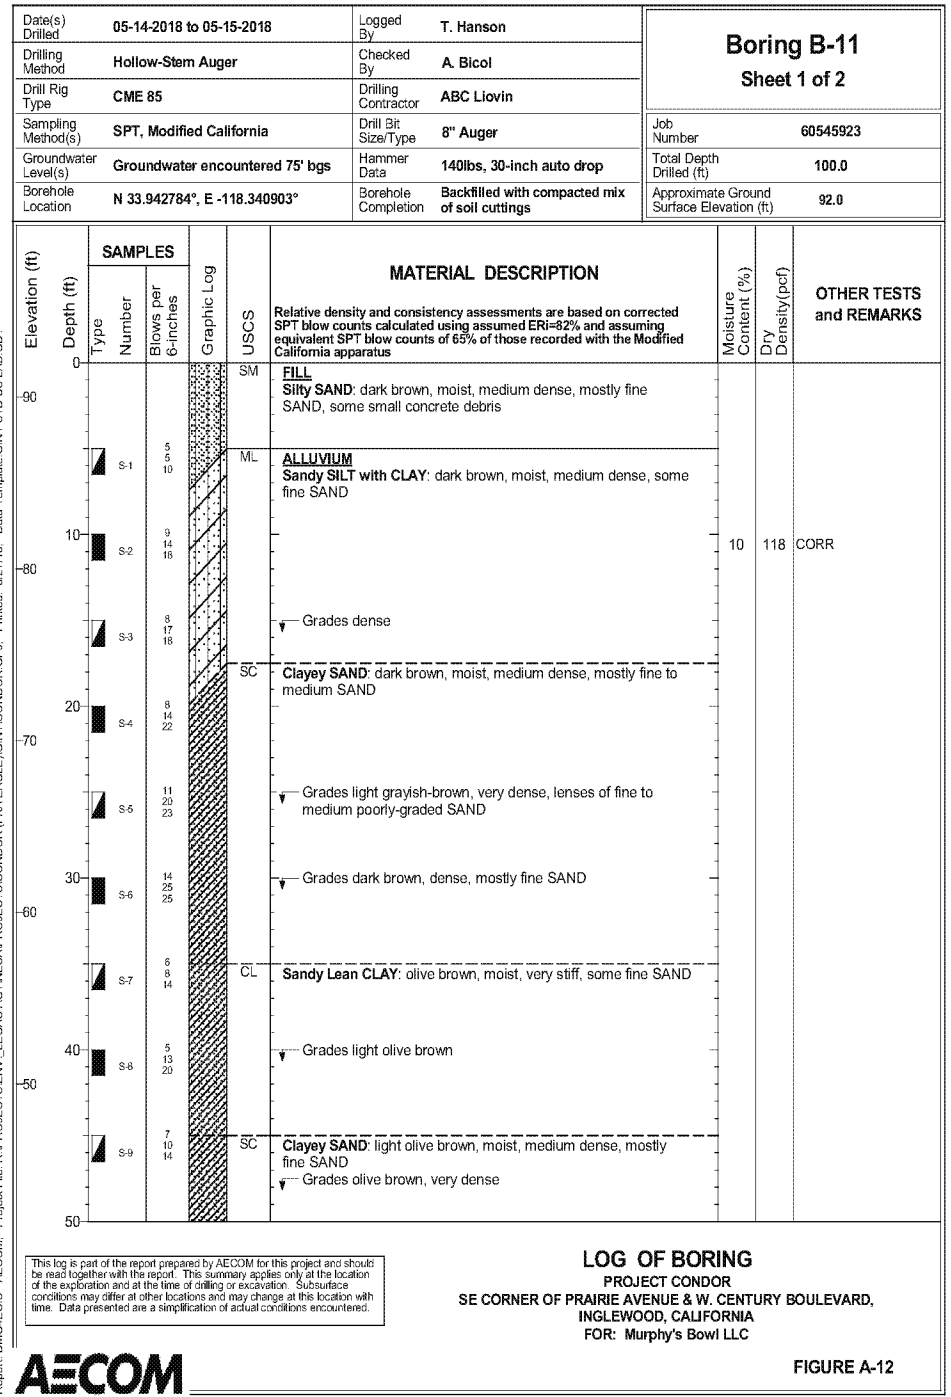 Date(s) Drilled 05-14-2018 to 05-15-2018
Logged By T. Hanson
Drilling Method Hollow-Stem Auger
Checked By A. Bicol
Drill Rig Type CME 85
Drilling Contractor ABC Liovin
Sampling Method(s) SPT, Modified California
Drill Bit Size/Type 8" Auger
Groundwater Level(s) Groundwater encountered 75' bgs
Hammer Data 140lbs, 30-inch auto drop
Borehole Location N 33.942784°, E -118.340903°
Borehole Completion Backfilled with compacted mix of soil cuttings
Boring B-11
Sheet 1 of 2
Job Number 60545923
Total Depth Drilled (ft) 100.0
Approximate Ground Surface Elevation (ft) 92.0
Elevation (ft)
Depth (ft)
SAMPLES
Type
Number
Blows per 6-inches
Graphic Log
USCS
MATERIAL DESCRIPTION
Relative density and consistency assessments are based on corrected
SPT blow counts calculated using assumed ERi=82% and assuming
equivalent SPT blow counts of 65% of those recorded with the Modified
California apparatus
Moisture Content (%)
Dry Density(pcf)
OTHER TESTS and REMARKS
0
SM FILL
Silty SAND: dark brown, moist, medium dense, mostly fine
SAND, some small concrete debris
90
S-1 5 5 10
ML ALLUVIUM
Sandy SILT with CLAY: dark brown, moist, medium dense, some
fine SAND
10
S-2 9 14 18
10 118 CORR
80
S-3 8 17 18
Grades dense
SC Clayey SAND: dark brown, moist, medium dense, mostly fine to
medium SAND
20
S-4 8 14 22
70
S-5 11 20 23
Grades light grayish-brown, very dense, lenses of fine to
medium poorly-graded SAND
30
S-6 14 25 25
Grades dark brown, dense, mostly fine SAND
60
S-7 6 8 14
CL Sandy Lean CLAY: olive brown, moist, very stiff, some fine SAND
40
S-8 5 13 20
Grades light olive brown
50
S-9 7 10 14
SC Clayey SAND: light olive brown, moist, medium dense, mostly
fine SAND
Grades olive brown, very dense
50
This log is part of the report prepared by AECOM for this project and should
be read together with the report. This summary applies only at the location
of the exploration and at the time of drilling or excavation. Subsurface
conditions may differ at other locations and may change at this location with
time. Data presented are a simplification of actual conditions encountered.
LOG OF BORING
PROJECT CONDOR
SE CORNER OF PRAIRIE AVENUE & W. CENTURY BOULEVARD,
INGLEWOOD, CALIFORNIA
FOR: Murphy's Bowl LLC
AECOM
FIGURE A-12